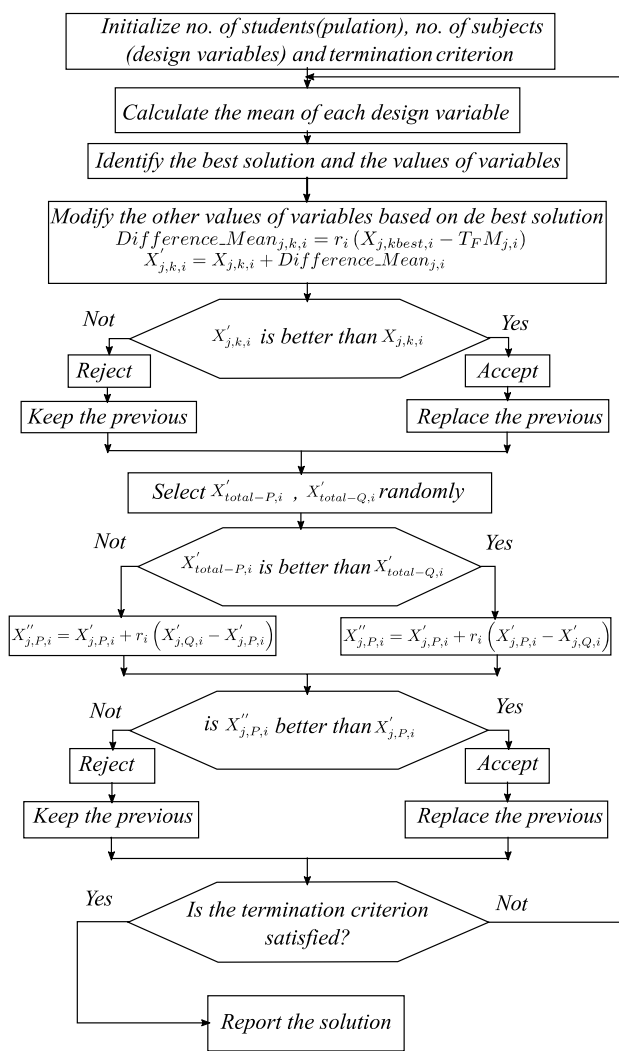 Initialize no. of students(pulation), no. of subjects
(design variables) and termination criterion
Calculate the mean of each design variable
Identify the best solution and the values of variables
Modify the other values of variables based on de best solution
Difference_Mean_{j,k,i} = r_i (X_{j,kbest,i} − T_F M_{j,i})
X'_{j,k,i} = X_{j,k,i} + Difference_Mean_{j,i}
Not
X'_{j,k,i} is better than X_{j,k,i}
Yes
Reject
Accept
Keep the previous
Replace the previous
Select X'_{total−P,i} , X'_{total−Q,i} randomly
Not
X'_{total−P,i} is better than X'_{total−Q,i}
Yes
X''_{j,P,i} = X'_{j,P,i} + r_i (X'_{j,Q,i} − X'_{j,P,i})
X''_{j,P,i} = X'_{j,P,i} + r_i (X'_{j,P,i} − X'_{j,Q,i})
Not
is X''_{j,P,i} better than X'_{j,P,i}
Yes
Reject
Accept
Keep the previous
Replace the previous
Yes
Is the termination criterion
satisfied?
Not
Report the solution